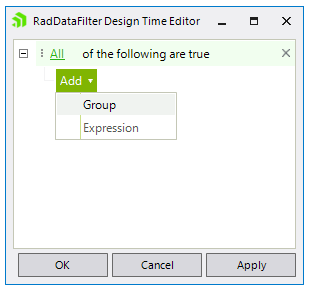 RadDataFilter Design Time Editor
All of the following are true
Add
Group
Expression
OK Cancel Apply